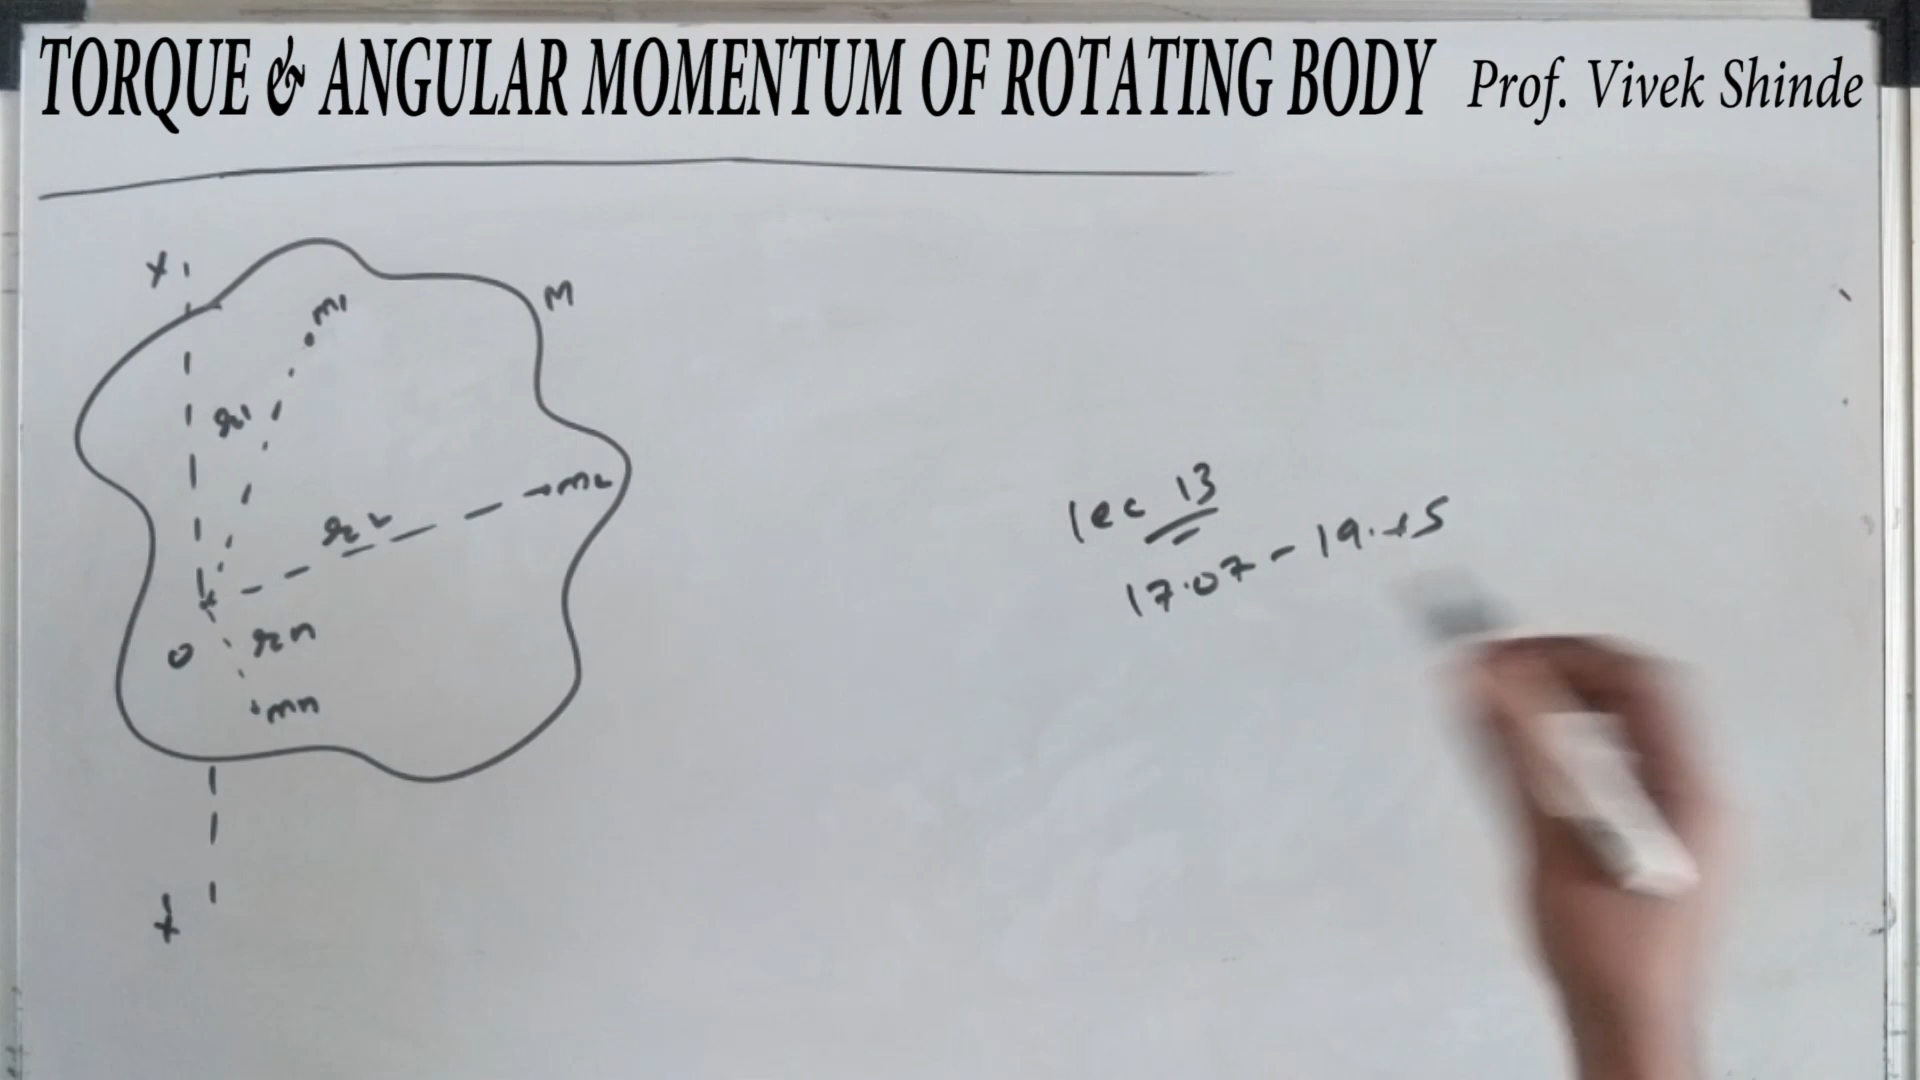 TORQUE & ANGULAR MOMENTUM OF ROTATING BODY Prof. Vivek Shinde
X
M
m1
r1
m2
r2
lec 13
17.07 - 19.45
O
rn
mn
X